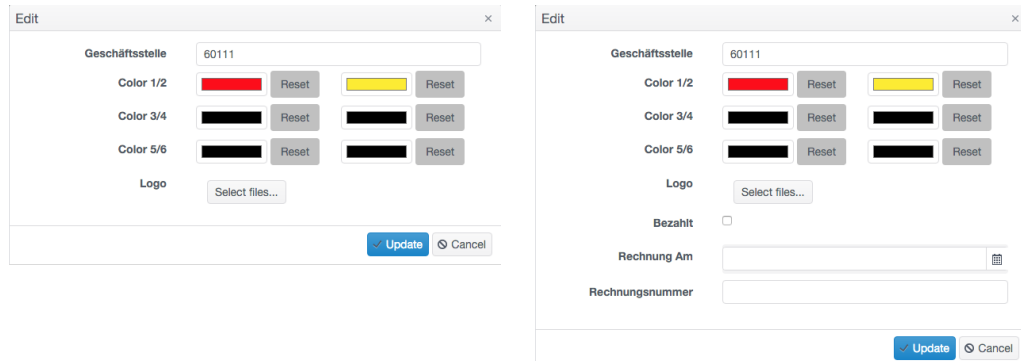 Edit ×
Geschäftsstelle 60111
Color 1/2 Reset Reset
Color 3/4 Reset Reset
Color 5/6 Reset Reset
Logo Select files...
Update Cancel
Edit ×
Geschäftsstelle 60111
Color 1/2 Reset Reset
Color 3/4 Reset Reset
Color 5/6 Reset Reset
Logo Select files...
Bezahlt
Rechnung Am
Rechnungsnummer
Update Cancel